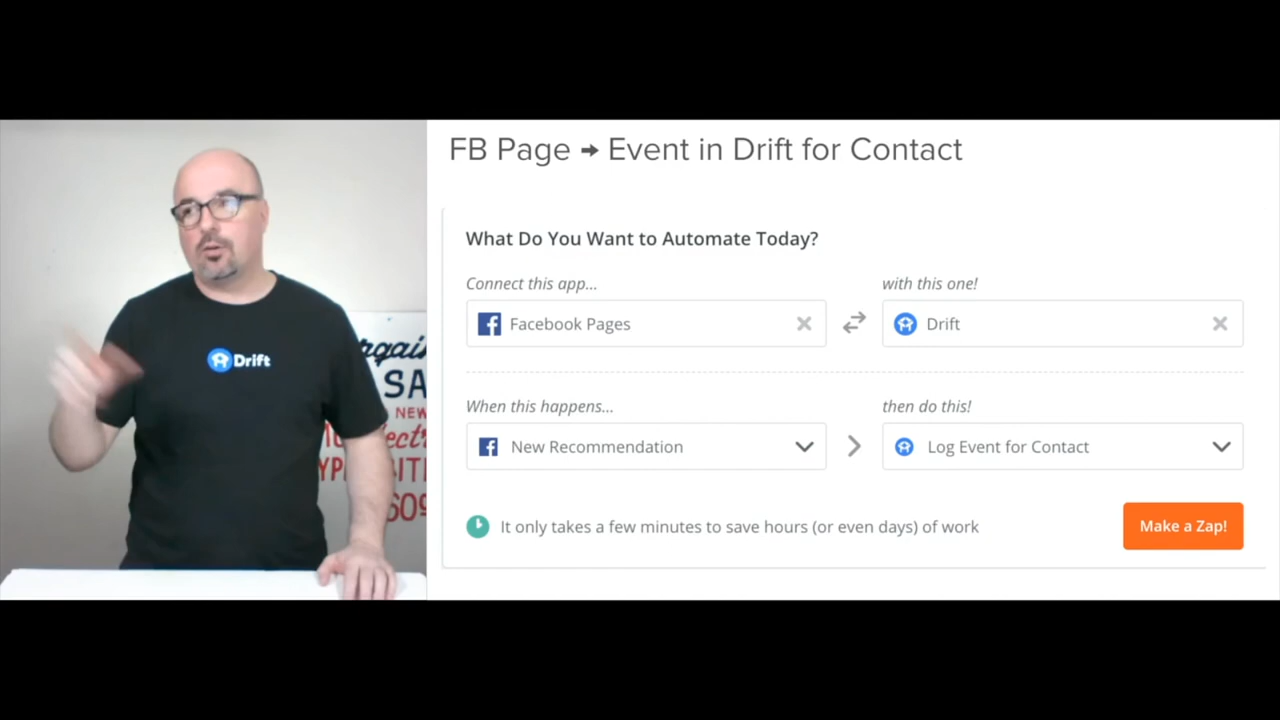 FB Page → Event in Drift for Contact
What Do You Want to Automate Today?
Connect this app...
with this one!
Facebook Pages
Drift
When this happens...
then do this!
New Recommendation
Log Event for Contact
It only takes a few minutes to save hours (or even days) of work
Make a Zap!
Drift
SA
NEW